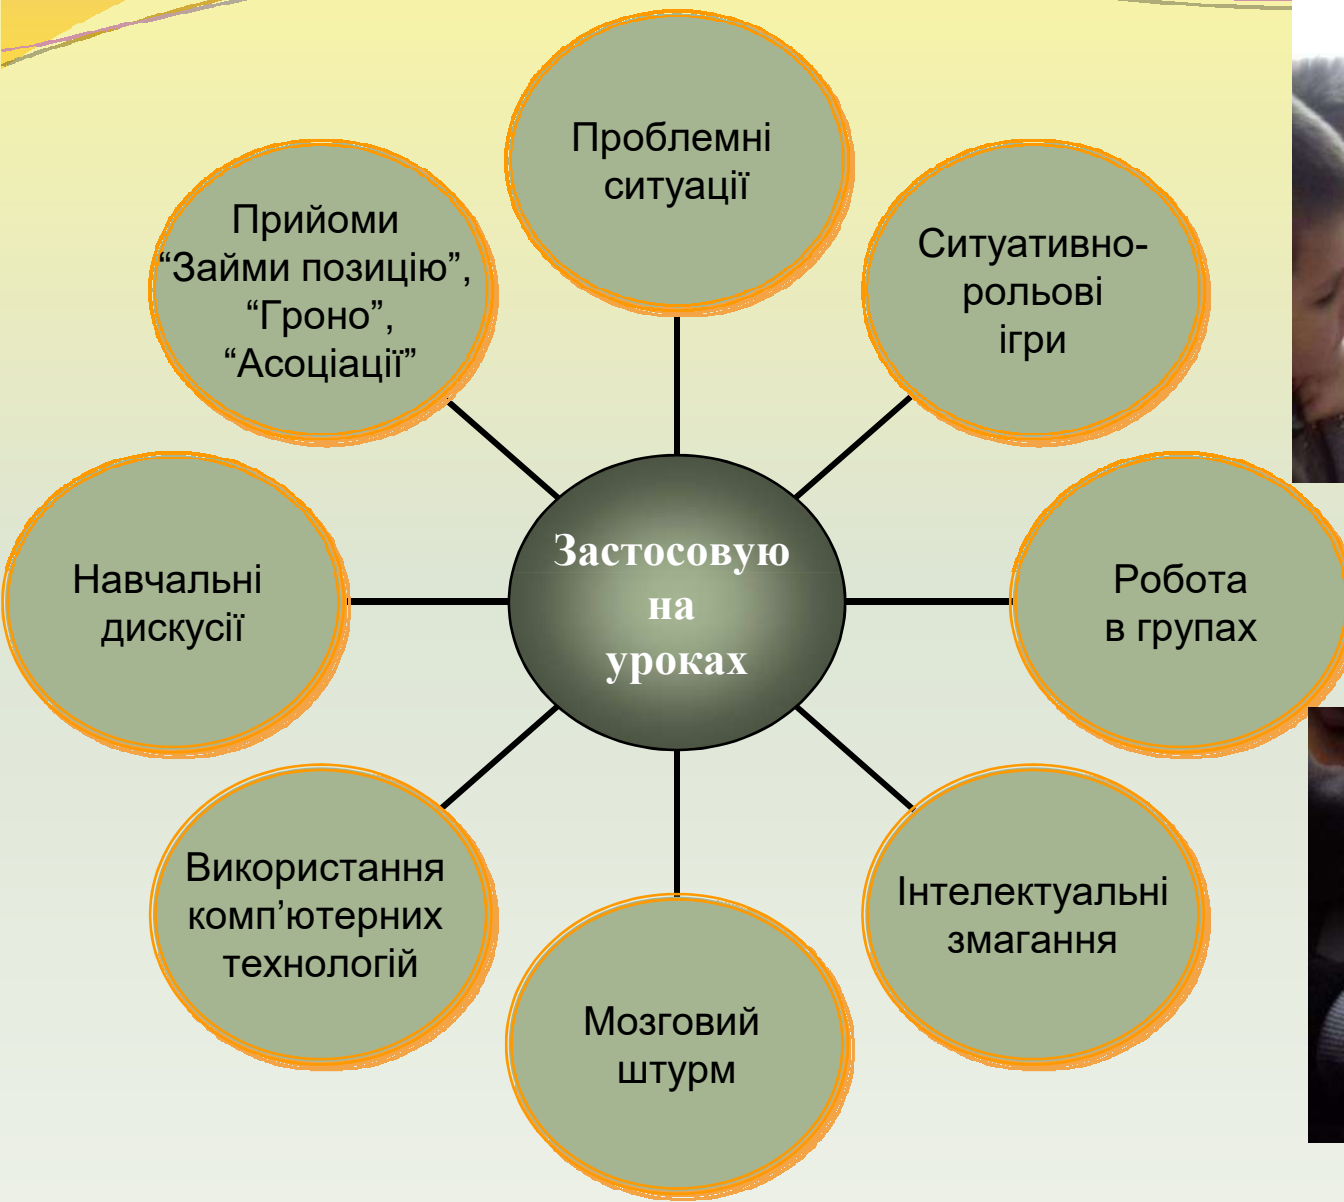 Проблемні
ситуації
Ситуативно-
рольові
ігри
Робота
в групах
Інтелектуальні
змагання
Мозговий
штурм
Використання
комп’ютерних
технологій
Навчальні
дискусії
Прийоми
“Займи позицію”,
“Гроно”,
“Асоціації”
Застосовую
на
уроках